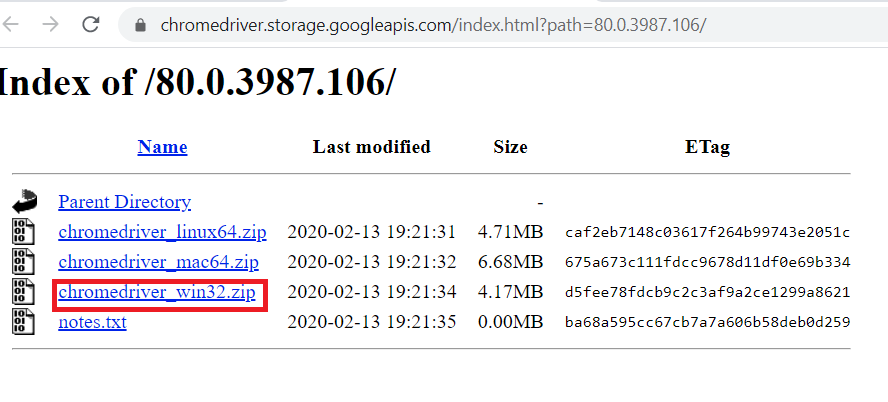 chromedriver.storage.googleapis.com/index.html?path=80.0.3987.106/
Index of /80.0.3987.106/
Name Last modified Size ETag
Parent Directory -
chromedriver_linux64.zip 2020-02-13 19:21:31 4.71MB caf2eb7148c03617f264b99743e2051c
chromedriver_mac64.zip 2020-02-13 19:21:32 6.68MB 675a673c111fdcc9678d11df0e69b334
chromedriver_win32.zip 2020-02-13 19:21:34 4.17MB d5fee78fdcb9c2c3af9a2ce1299a8621
notes.txt 2020-02-13 19:21:35 0.00MB ba68a595cc67cb7a7a606b58deb0d259